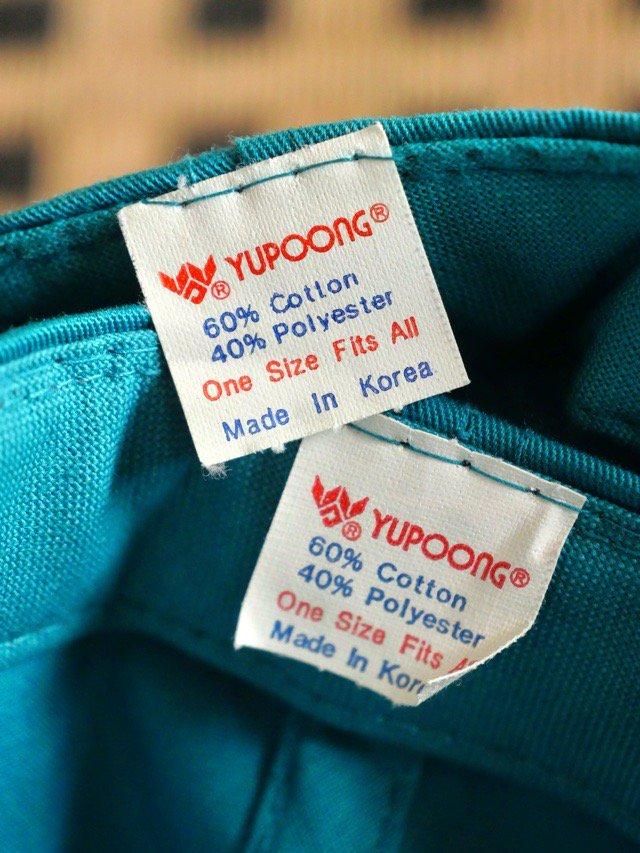 YUPOONG®
®
60% Cotton
40% Polyester
One Size Fits All
Made In Korea
YUPOONG®
®
60% Cotton
40% Polyester
One Size Fits
Made In